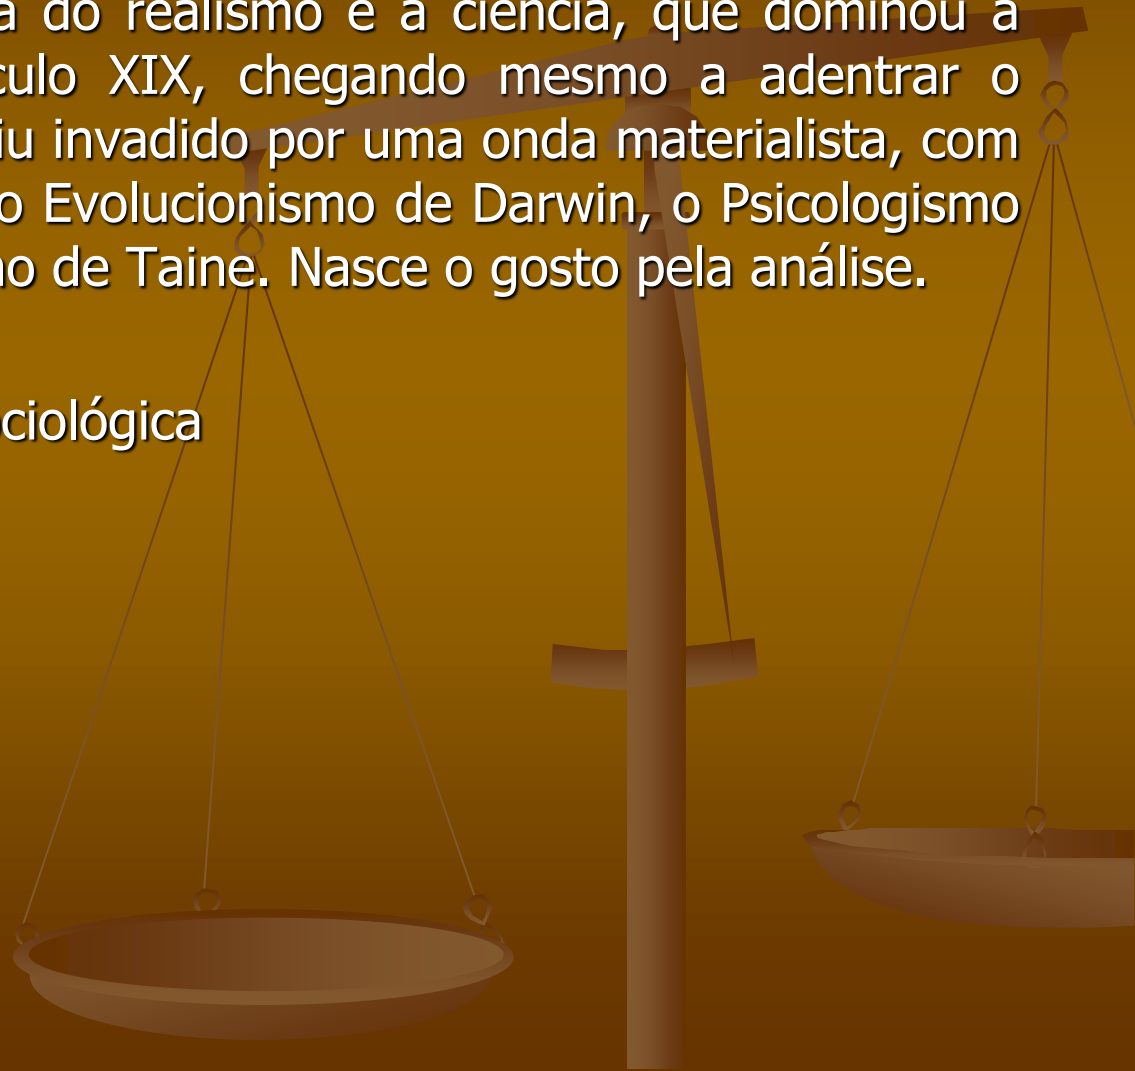 do realismo é a ciência, que dominou a
culo XIX, chegando mesmo a adentrar o
iu invadido por uma onda materialista, com
o Evolucionismo de Darwin, o Psicologismo
no de Taine. Nasce o gosto pela análise.
ciológica